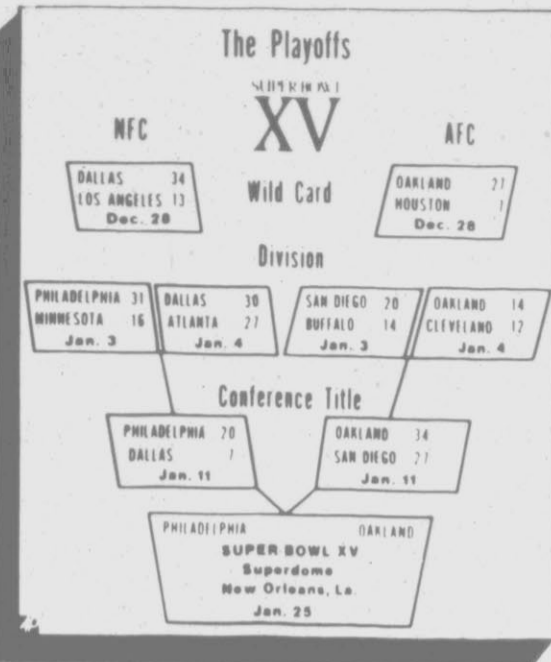 The Playoffs
SUPER BOWL
XV
NFC
AFC
DALLAS 34
LOS ANGELES 13
Dec. 28
Wild Card
OAKLAND 27
HOUSTON 7
Dec. 28
Division
PHILADELPHIA 31
MINNESOTA 16
Jan. 3
DALLAS 30
ATLANTA 27
Jan. 4
SAN DIEGO 20
BUFFALO 14
Jan. 3
OAKLAND 14
CLEVELAND 12
Jan. 4
Conference Title
PHILADELPHIA 20
DALLAS 7
Jan. 11
OAKLAND 34
SAN DIEGO 27
Jan. 11
PHILADELPHIA OAKLAND
SUPER BOWL XV
Superdome
New Orleans, La.
Jan. 25